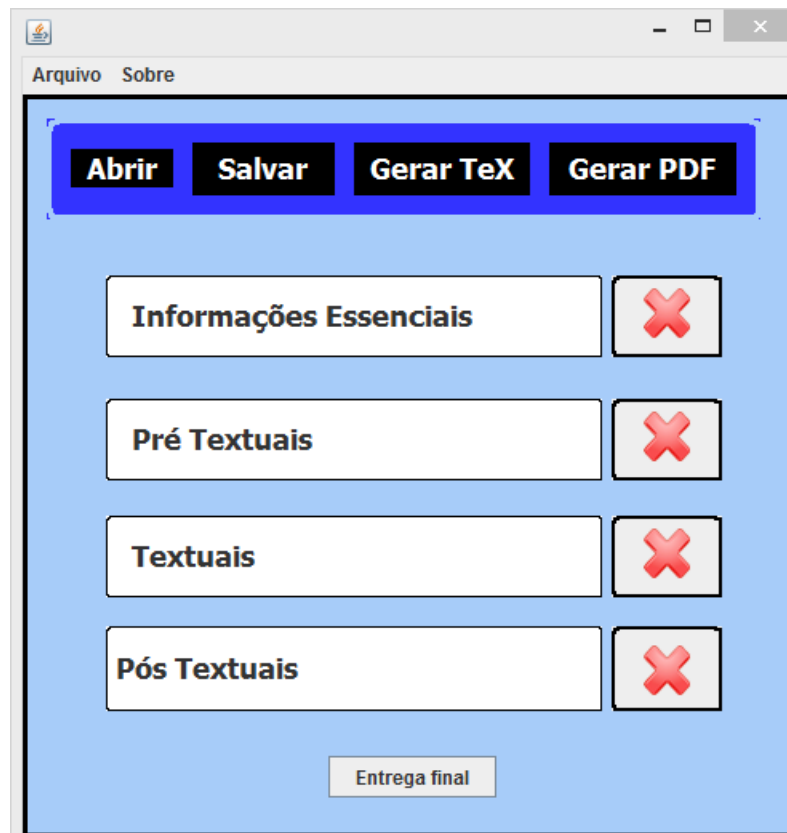 Arquivo Sobre
Abrir Salvar Gerar TeX Gerar PDF
Informações Essenciais
Pré Textuais
Textuais
Pós Textuais
Entrega final